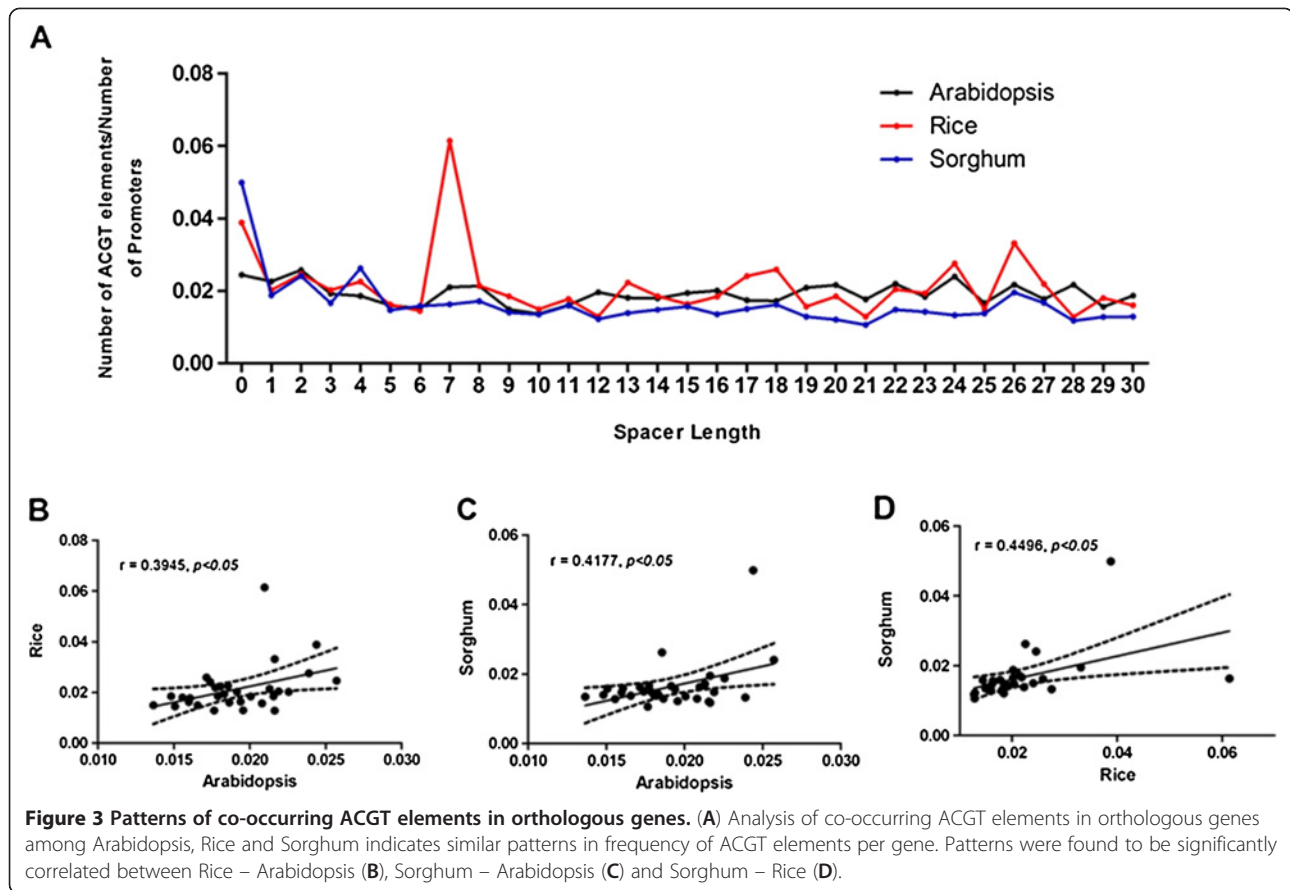 A
Number of ACGT elements/Number
of Promoters
0.08
0.06
0.04
0.02
0.00
Arabidopsis
Rice
Sorghum
0 1 2 3 4 5 6 7 8 9 10 11 12 13 14 15 16 17 18 19 20 21 22 23 24 25 26 27 28 29 30
Spacer Length
B
r = 0.3945, p<0.05
Rice
0.08
0.06
0.04
0.02
0.00
0.010 0.015 0.020 0.025 0.030
Arabidopsis
C
r = 0.4177, p<0.05
Sorghum
0.06
0.04
0.02
0.00
0.010 0.015 0.020 0.025 0.030
Arabidopsis
D
r = 0.4496, p<0.05
Sorghum
0.06
0.04
0.02
0.00
0.02 0.04 0.06
Rice
Figure 3 Patterns of co-occurring ACGT elements in orthologous genes. (A) Analysis of co-occurring ACGT elements in orthologous genes
among Arabidopsis, Rice and Sorghum indicates similar patterns in frequency of ACGT elements per gene. Patterns were found to be significantly
correlated between Rice – Arabidopsis (B), Sorghum – Arabidopsis (C) and Sorghum – Rice (D).